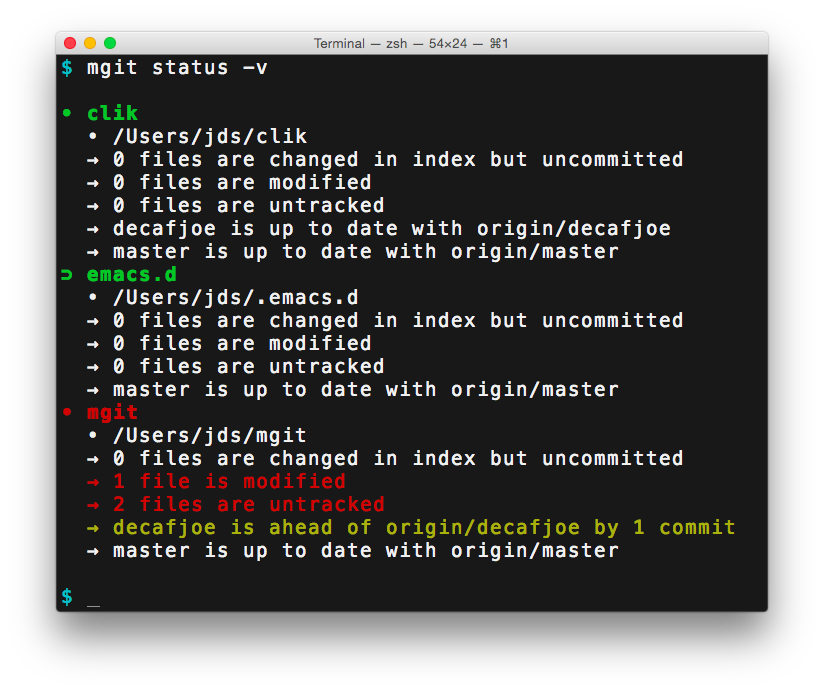 Terminal — zsh — 54×24 — ⌘1
$ mgit status -v
• clik
• /Users/jds/clik
→ 0 files are changed in index but uncommitted
→ 0 files are modified
→ 0 files are untracked
→ decafjoe is up to date with origin/decafjoe
→ master is up to date with origin/master
⊃ emacs.d
• /Users/jds/.emacs.d
→ 0 files are changed in index but uncommitted
→ 0 files are modified
→ 0 files are untracked
→ master is up to date with origin/master
• mgit
• /Users/jds/mgit
→ 0 files are changed in index but uncommitted
→ 1 file is modified
→ 2 files are untracked
→ decafjoe is ahead of origin/decafjoe by 1 commit
→ master is up to date with origin/master
$ _